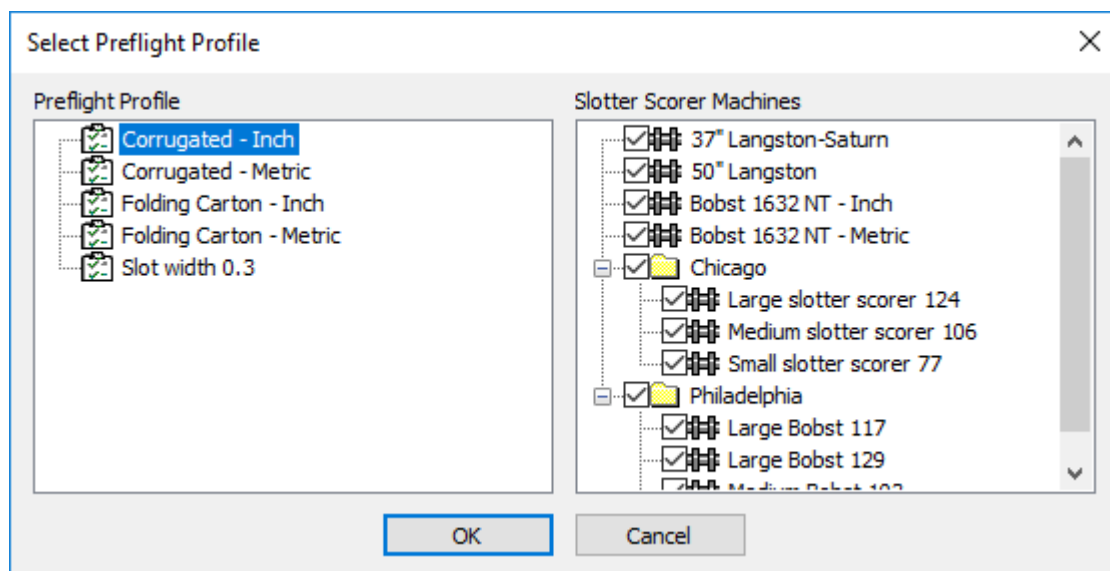 Select Preflight Profile
Preflight Profile
Corrugated - Inch
Corrugated - Metric
Folding Carton - Inch
Folding Carton - Metric
Slot width 0.3
Slotter Scorer Machines
37" Langston-Saturn
50" Langston
Bobst 1632 NT - Inch
Bobst 1632 NT - Metric
Chicago
Large slotter scorer 124
Medium slotter scorer 106
Small slotter scorer 77
Philadelphia
Large Bobst 117
Large Bobst 129
Medium Bobst
OK
Cancel